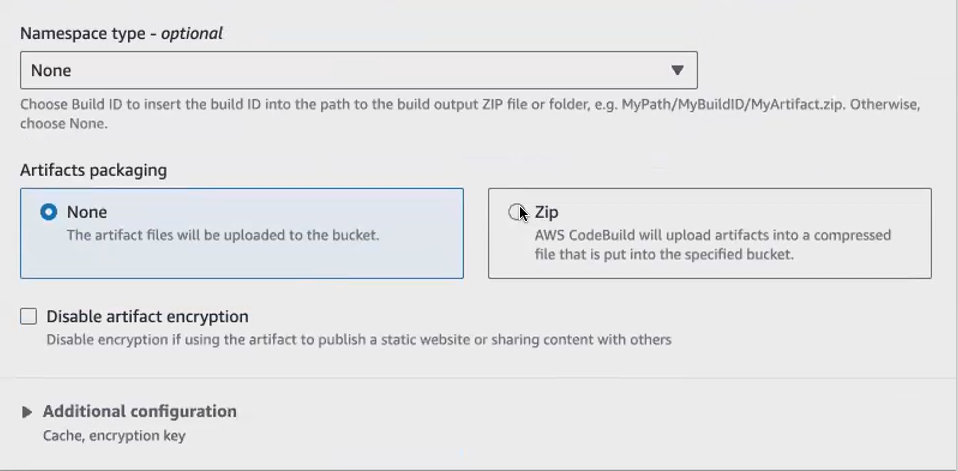 Namespace type - optional
None
Choose Build ID to insert the build ID into the path to the build output ZIP file or folder, e.g. MyPath/MyBuildID/MyArtifact.zip. Otherwise,
choose None.
Artifacts packaging
None
The artifact files will be uploaded to the bucket.
Zip
AWS CodeBuild will upload artifacts into a compressed
file that is put into the specified bucket.
Disable artifact encryption
Disable encryption if using the artifact to publish a static website or sharing content with others
Additional configuration
Cache, encryption key